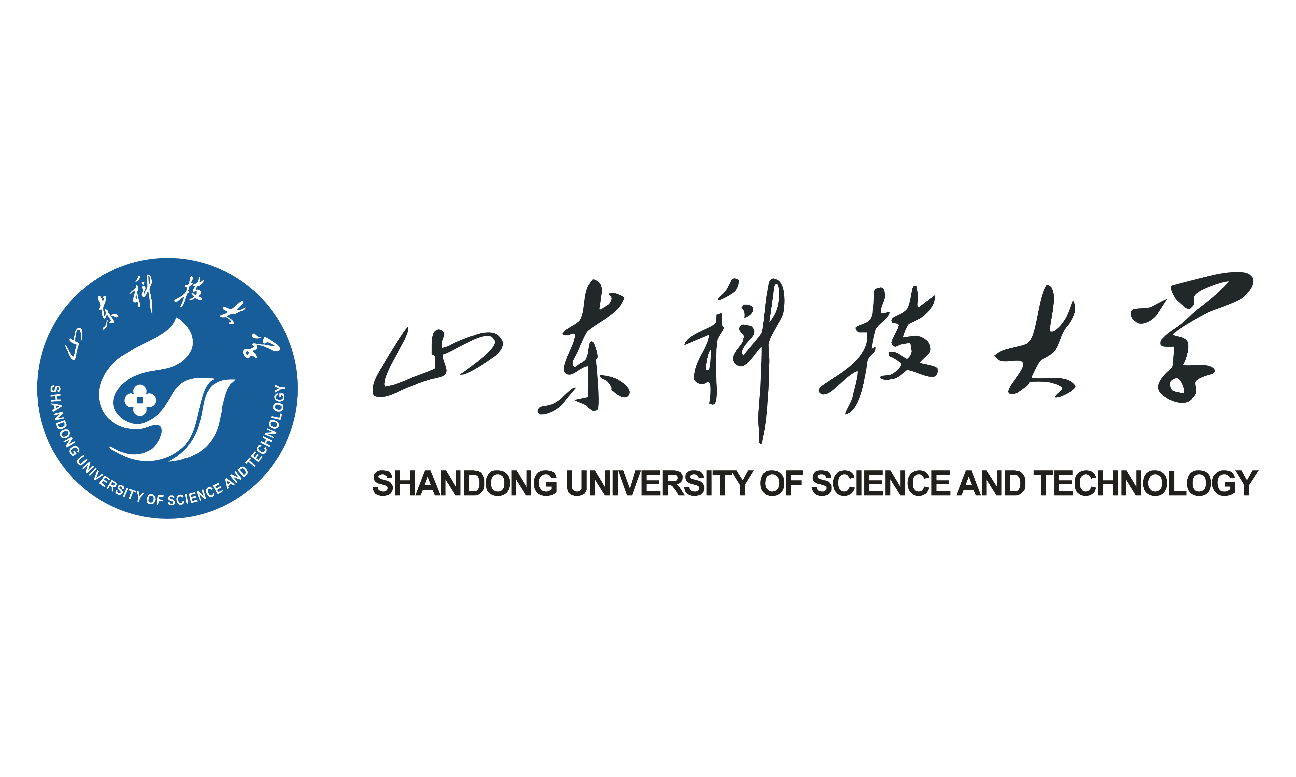 山东科技大学
SHANDONG UNIVERSITY OF SCIENCE AND TECHNOLOGY
山东科技大学
SHANDONG UNIVERSITY OF SCIENCE AND TECHNOLOGY